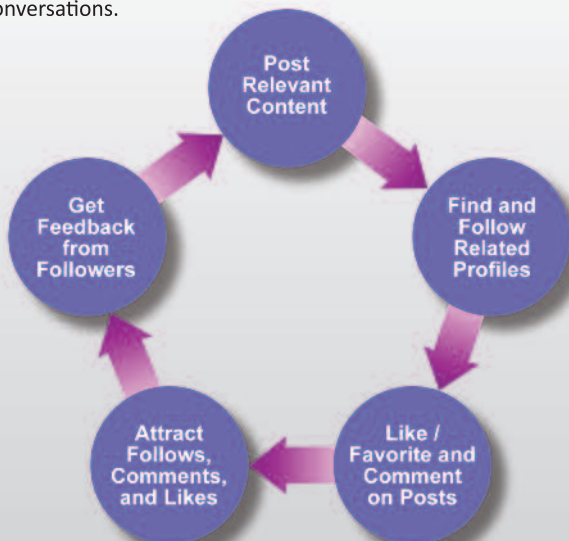 onversations.
Post
Relevant
Content
Find and
Follow
Related
Profiles
Like /
Favorite and
Comment
on Posts
Attract
Follows,
Comments,
and Likes
Get
Feedback
from
Followers